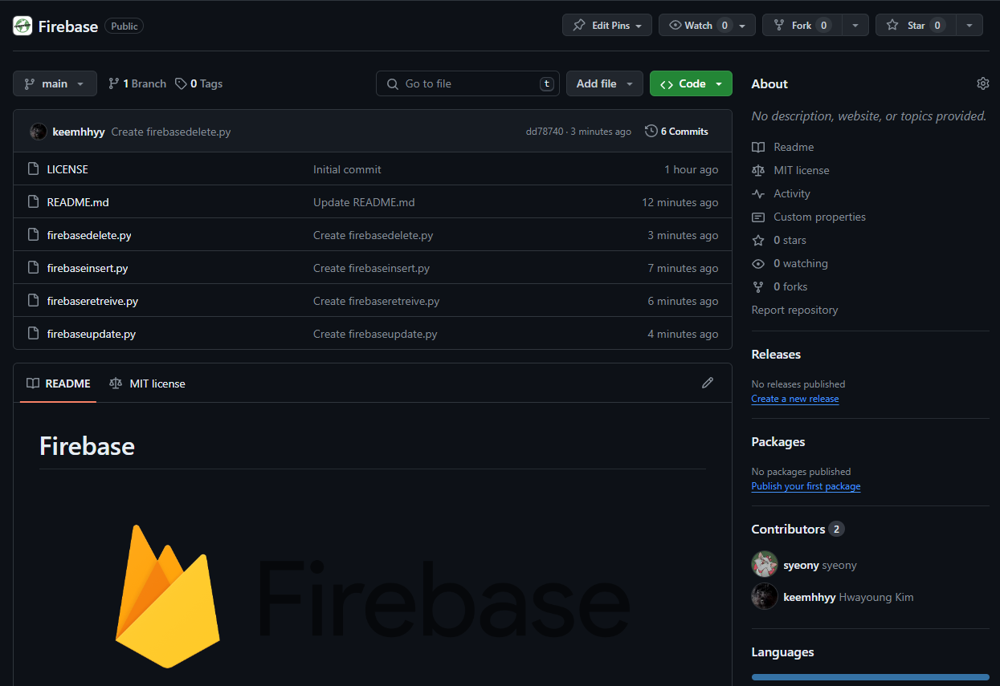 Firebase Public Edit Pins Watch 0 Fork 0 Star 0
main 1 Branch 0 Tags Go to file t Add file Code
keemhhyy Create firebasedelete.py dd78740 · 3 minutes ago 6 Commits
LICENSE Initial commit 1 hour ago
README.md Update README.md 12 minutes ago
firebasedelete.py Create firebasedelete.py 3 minutes ago
firebaseinsert.py Create firebaseinsert.py 7 minutes ago
firebaseretreive.py Create firebaseretreive.py 6 minutes ago
firebaseupdate.py Create firebaseupdate.py 4 minutes ago
README MIT license
Firebase
Firebase
About
No description, website, or topics provided.
Readme
MIT license
Activity
Custom properties
0 stars
0 watching
0 forks
Report repository
Releases
No releases published
Create a new release
Packages
No packages published
Publish your first package
Contributors 2
syeony syeony
keemhhyy Hwayoung Kim
Languages